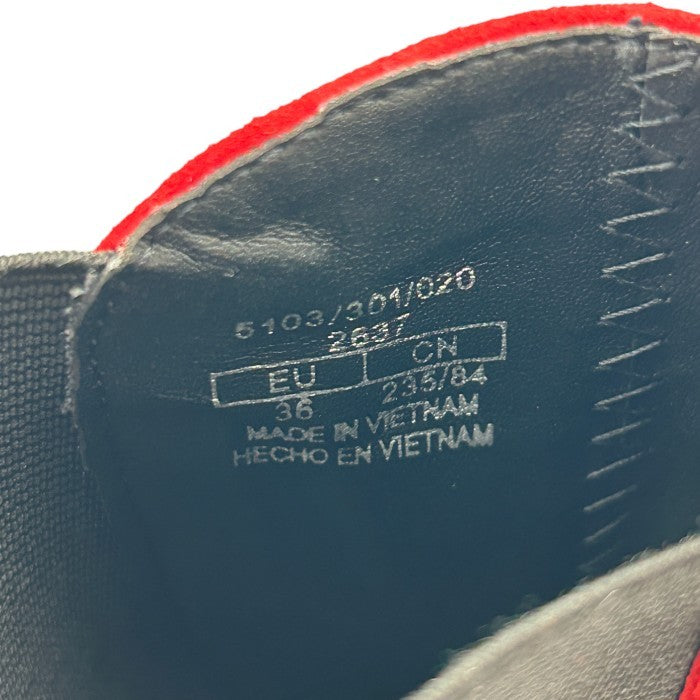 5103/301/020
2637
EU CN
36 235/84
MADE IN VIETNAM
HECHO EN VIETNAM